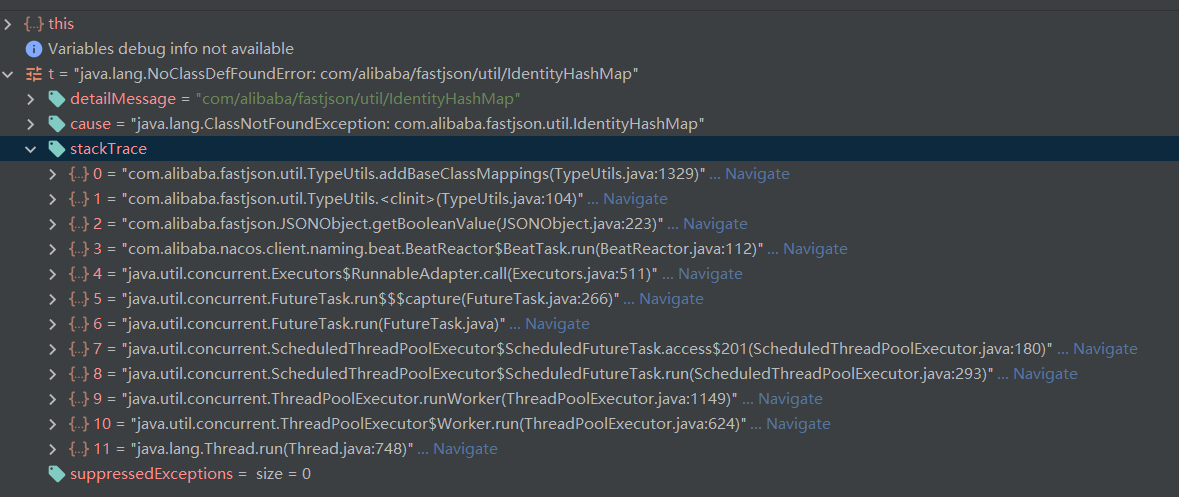 {...} this
Variables debug info not available
t = "java.lang.NoClassDefFoundError: com/alibaba/fastjson/util/IdentityHashMap"
detailMessage = "com/alibaba/fastjson/util/IdentityHashMap"
cause = "java.lang.ClassNotFoundException: com.alibaba.fastjson.util.IdentityHashMap"
stackTrace
{...} 0 = "com.alibaba.fastjson.util.TypeUtils.addBaseClassMappings(TypeUtils.java:1329)" ... Navigate
{...} 1 = "com.alibaba.fastjson.util.TypeUtils.<clinit>(TypeUtils.java:104)" ... Navigate
{...} 2 = "com.alibaba.fastjson.JSONObject.getBooleanValue(JSONObject.java:223)" ... Navigate
{...} 3 = "com.alibaba.nacos.client.naming.beat.BeatReactor$BeatTask.run(BeatReactor.java:112)" ... Navigate
{...} 4 = "java.util.concurrent.Executors$RunnableAdapter.call(Executors.java:511)" ... Navigate
{...} 5 = "java.util.concurrent.FutureTask.run$$$capture(FutureTask.java:266)" ... Navigate
{...} 6 = "java.util.concurrent.FutureTask.run(FutureTask.java)" ... Navigate
{...} 7 = "java.util.concurrent.ScheduledThreadPoolExecutor$ScheduledFutureTask.access$201(ScheduledThreadPoolExecutor.java:180)" ... Navigate
{...} 8 = "java.util.concurrent.ScheduledThreadPoolExecutor$ScheduledFutureTask.run(ScheduledThreadPoolExecutor.java:293)" ... Navigate
{...} 9 = "java.util.concurrent.ThreadPoolExecutor.runWorker(ThreadPoolExecutor.java:1149)" ... Navigate
{...} 10 = "java.util.concurrent.ThreadPoolExecutor$Worker.run(ThreadPoolExecutor.java:624)" ... Navigate
{...} 11 = "java.lang.Thread.run(Thread.java:748)" ... Navigate
suppressedExceptions = size = 0